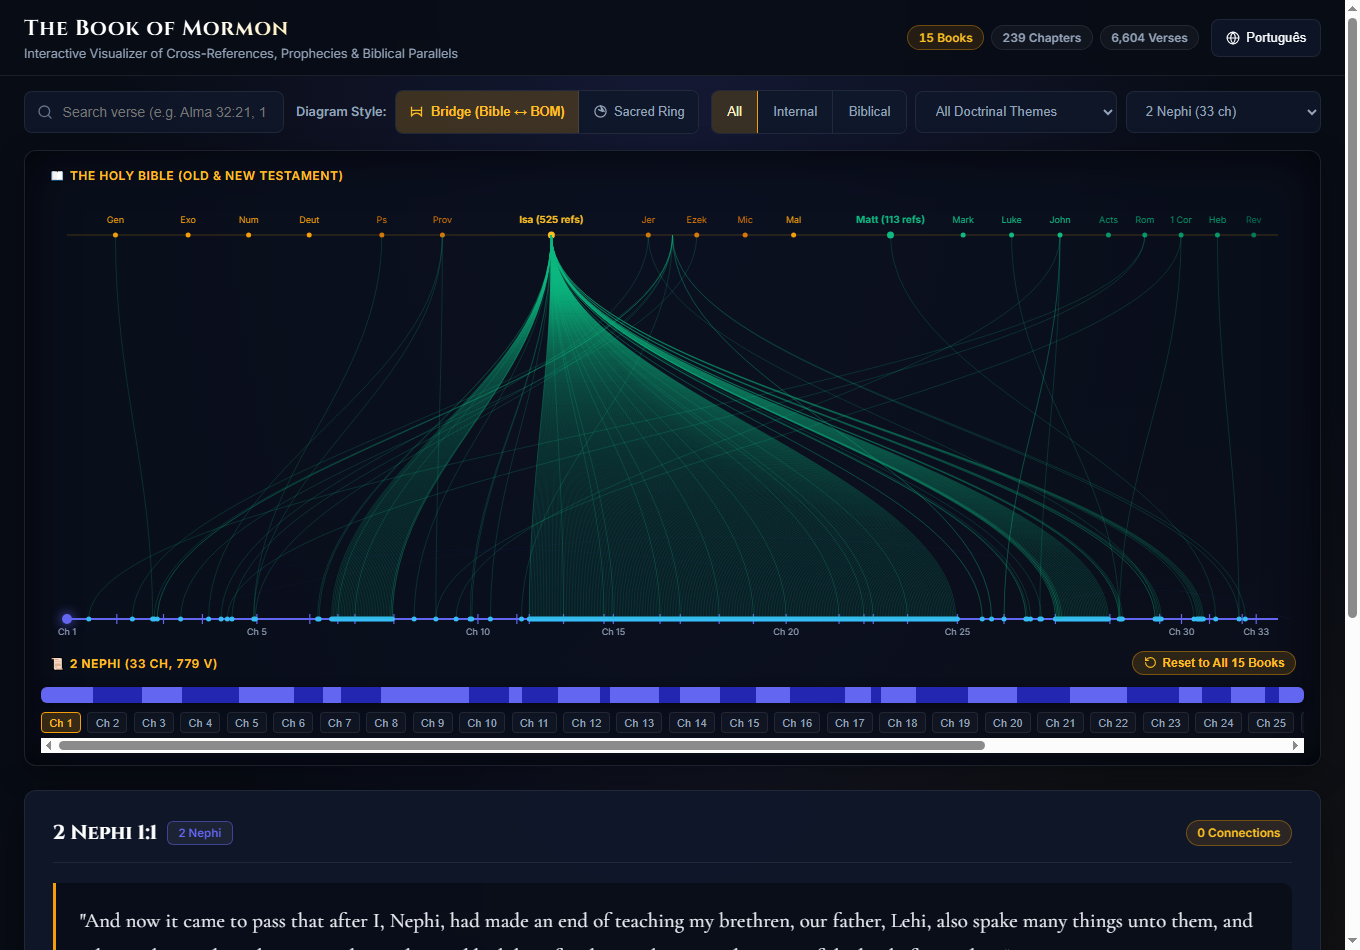 The Book of Mormon
Interactive Visualizer of Cross-References, Prophecies & Biblical Parallels
15 Books
239 Chapters
6,604 Verses
Português
Search verse (e.g. Alma 32:21, 1
Diagram Style:
Bridge (Bible ↔ BOM)
Sacred Ring
All
Internal
Biblical
All Doctrinal Themes
2 Nephi (33 ch)
THE HOLY BIBLE (OLD & NEW TESTAMENT)
Gen Exo Num Deut Ps Prov Isa (525 refs) Jer Ezek Mic Mal Matt (113 refs) Mark Luke John Acts Rom 1 Cor Heb Rev
Ch 1 Ch 5 Ch 10 Ch 15 Ch 20 Ch 25 Ch 30 Ch 33
2 NEPHI (33 CH, 779 V)
Reset to All 15 Books
Ch 1 Ch 2 Ch 3 Ch 4 Ch 5 Ch 6 Ch 7 Ch 8 Ch 9 Ch 10 Ch 11 Ch 12 Ch 13 Ch 14 Ch 15 Ch 16 Ch 17 Ch 18 Ch 19 Ch 20 Ch 21 Ch 22 Ch 23 Ch 24 Ch 25
2 Nephi 1:1
2 Nephi
0 Connections
"And now it came to pass that after I, Nephi, had made an end of teaching my brethren, our father, Lehi, also spake many things unto them, and